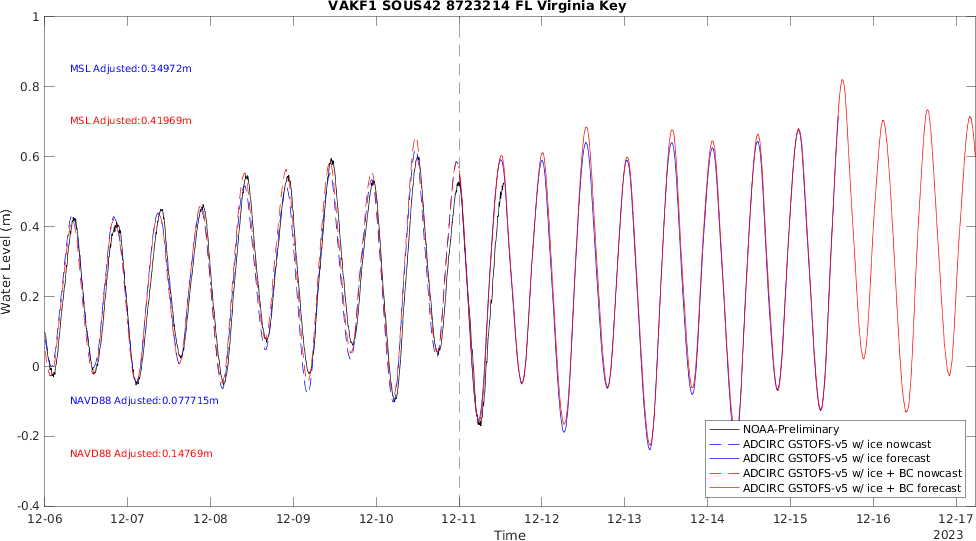 VAKF1 SOUS42 8723214 FL Virginia Key
1
0.8
0.6
0.4
0.2
0
-0.2
-0.4
Water Level (m)
MSL Adjusted:0.34972m
MSL Adjusted:0.41969m
NAVD88 Adjusted:0.077715m
NAVD88 Adjusted:0.14769m
NOAA-Preliminary
ADCIRC GSTOFS-v5 w/ ice nowcast
ADCIRC GSTOFS-v5 w/ ice forecast
ADCIRC GSTOFS-v5 w/ ice + BC nowcast
ADCIRC GSTOFS-v5 w/ ice + BC forecast
12-06 12-07 12-08 12-09 12-10 12-11 12-12 12-13 12-14 12-15 12-16 12-17
Time
2023